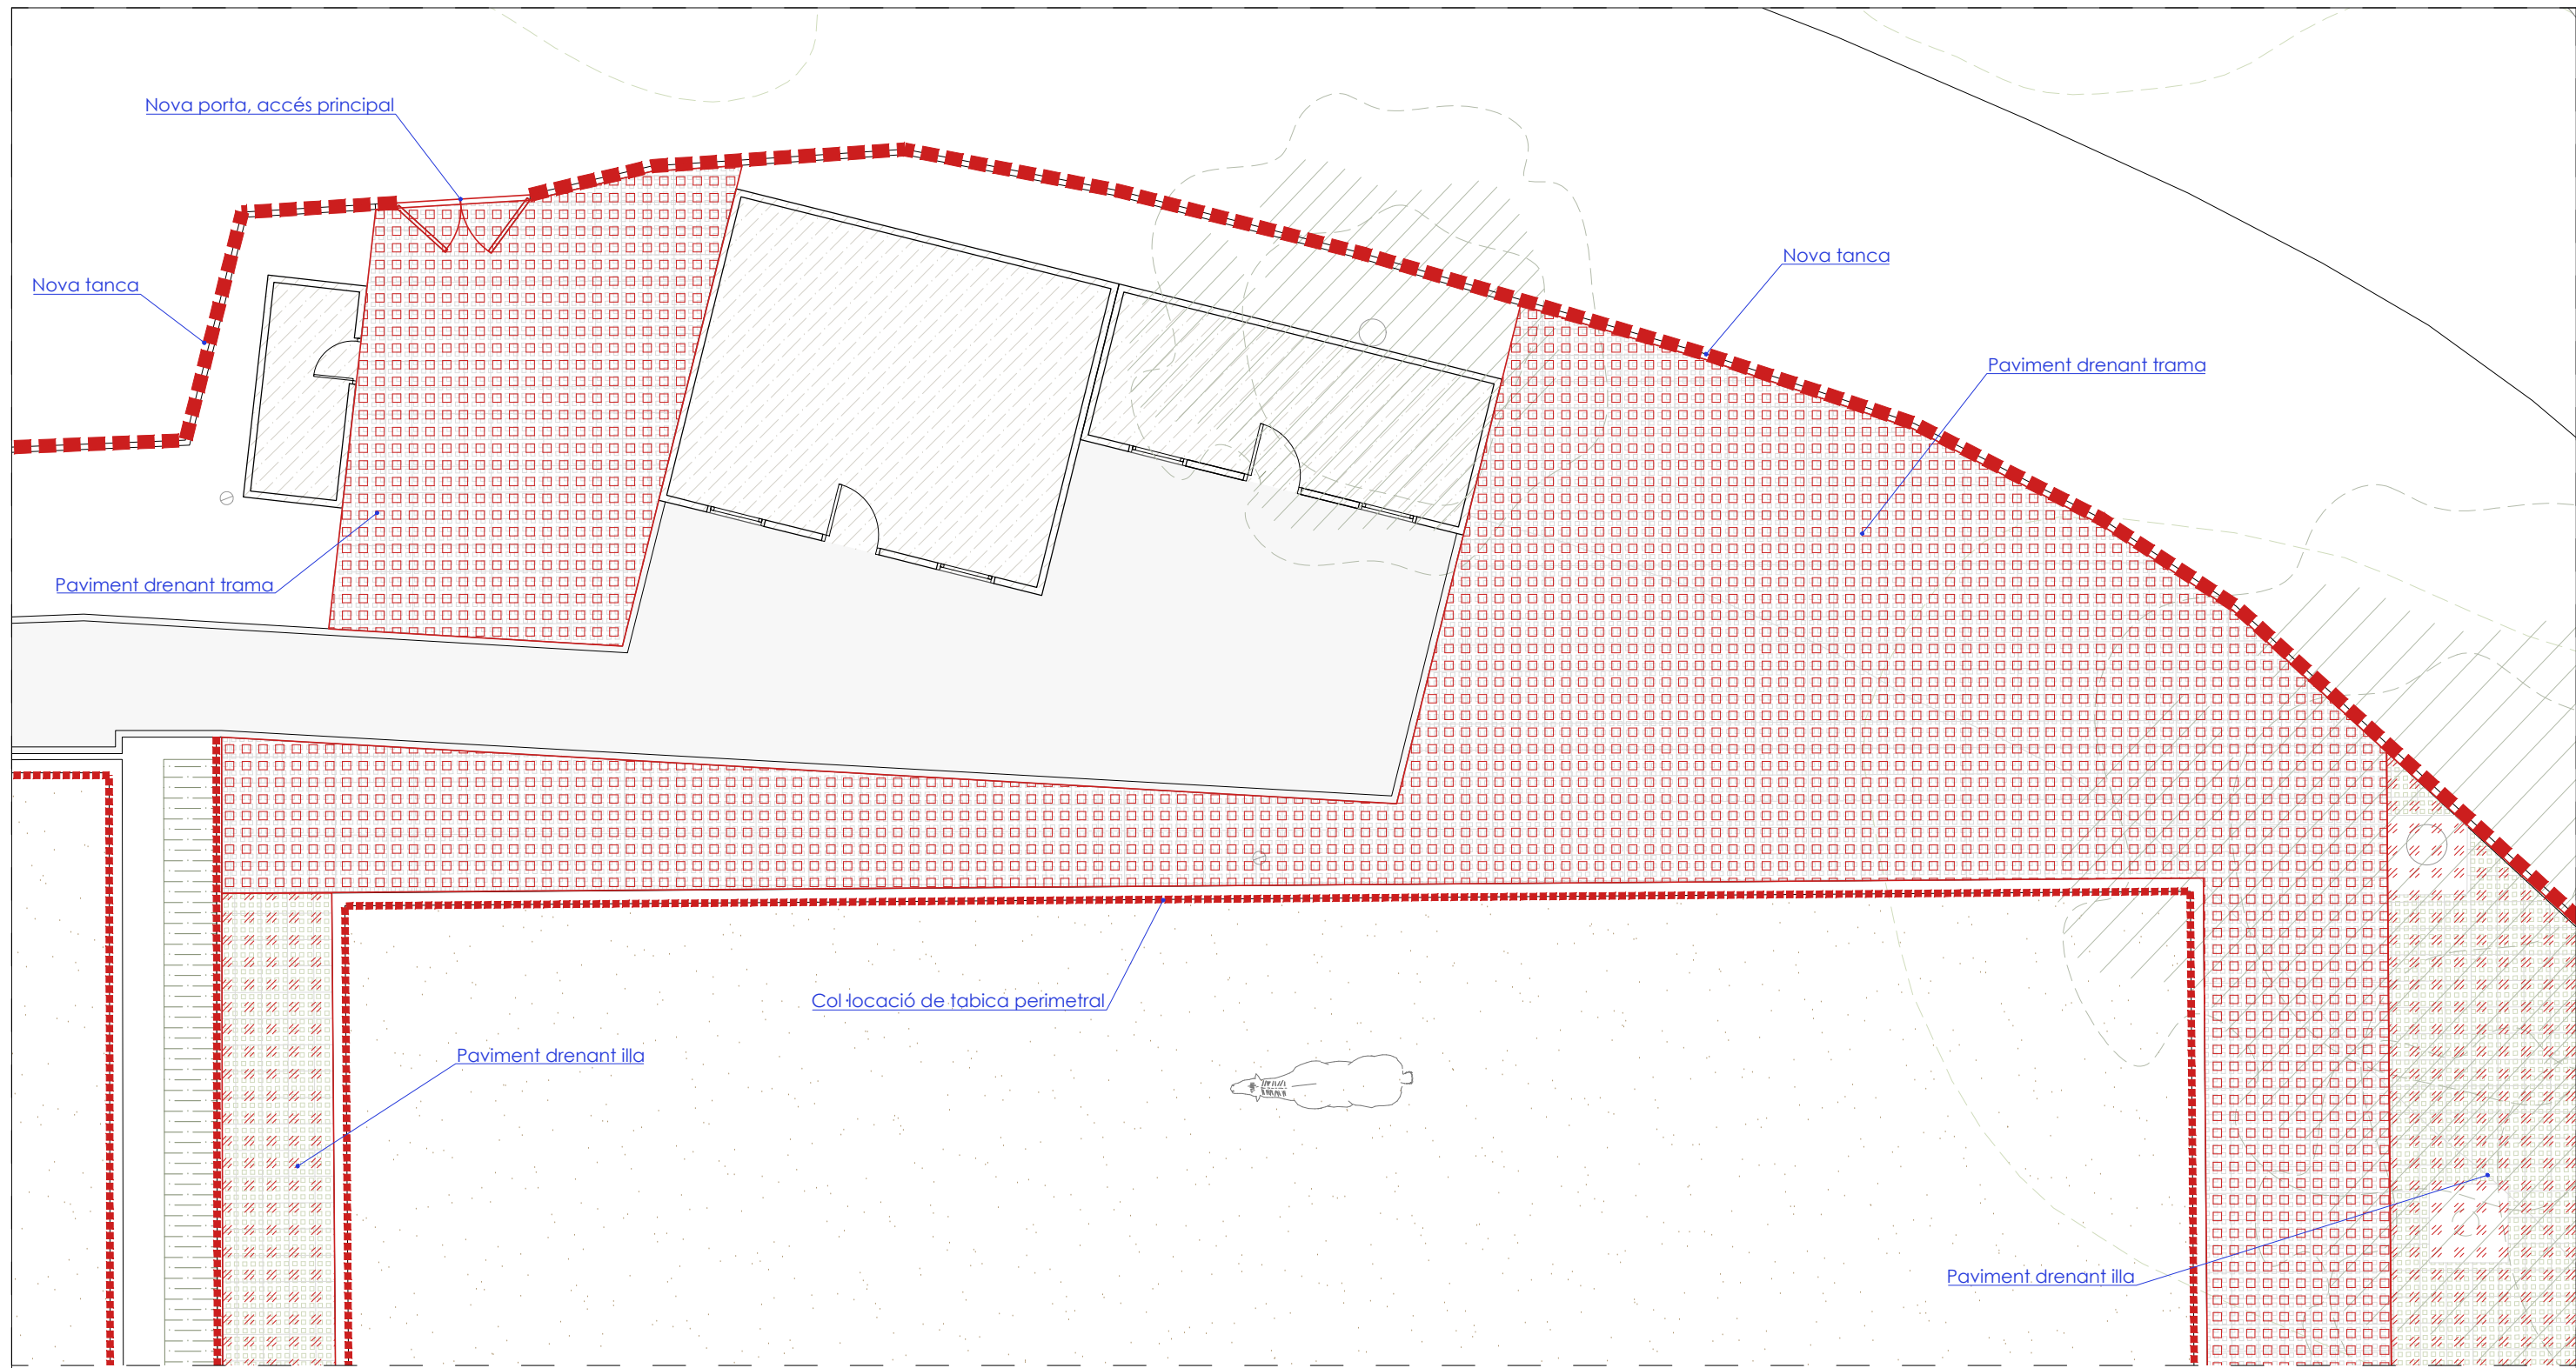 Nova porta, accés principal
Nova tanca
Nova tanca
Paviment drenant trama
Paviment drenant trama
Col·locació de tabica perimetral
Paviment drenant illa
Paviment drenant illa